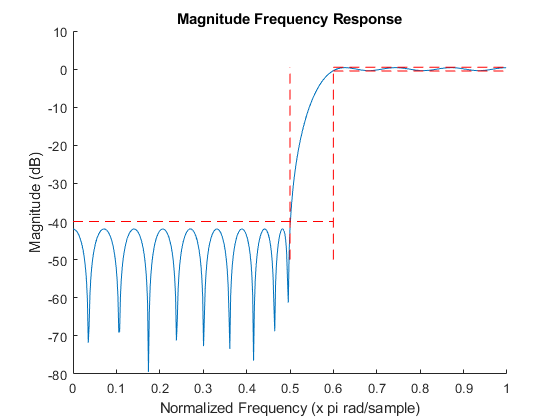 Magnitude Frequency Response
10
0
-10
-20
-30
-40
-50
-60
-70
-80
Magnitude (dB)
0 0.1 0.2 0.3 0.4 0.5 0.6 0.7 0.8 0.9 1
Normalized Frequency (x pi rad/sample)